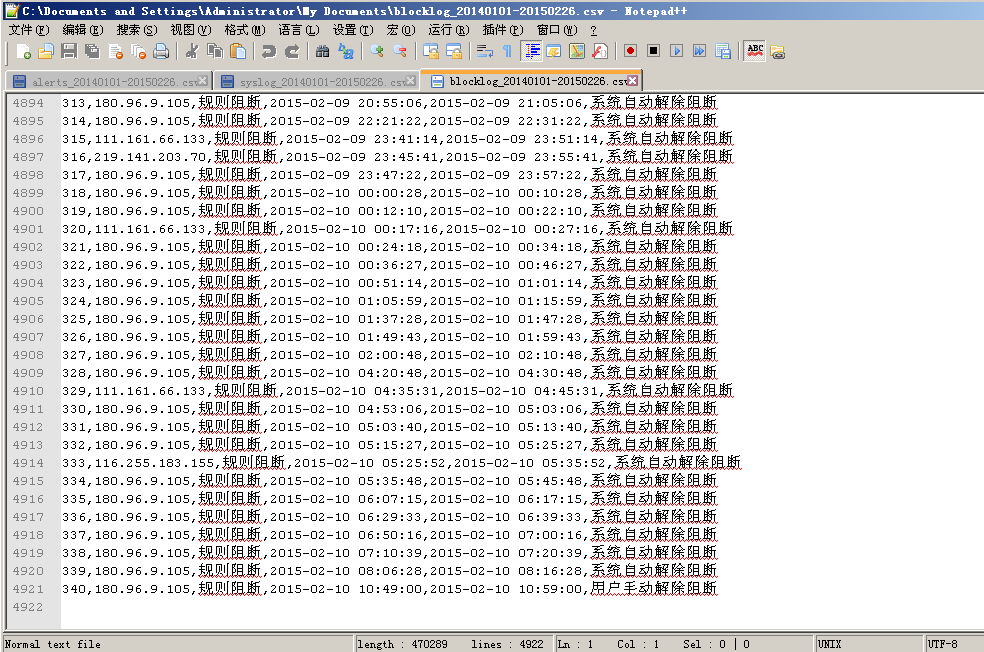 C:\Documents and Settings\Administrator\My Documents\blocklog_20140101-20150226.csv - Notepad++
文件(F) 编辑(E) 搜索(S) 视图(V) 格式(M) 语言(L) 设置(T) 宏(O) 运行(R) 插件(P) 窗口(W) ?
ABC
alerts_20140101-20150226.csv syslog_20140101-20150226.csv blocklog_20140101-20150226.csv
4894 313,180.96.9.105,规则阻断,2015-02-09 20:55:06,2015-02-09 21:05:06,系统自动解除阻断
4895 314,180.96.9.105,规则阻断,2015-02-09 22:21:22,2015-02-09 22:31:22,系统自动解除阻断
4896 315,111.161.66.133,规则阻断,2015-02-09 23:41:14,2015-02-09 23:51:14,系统自动解除阻断
4897 316,219.141.203.70,规则阻断,2015-02-09 23:45:41,2015-02-09 23:55:41,系统自动解除阻断
4898 317,180.96.9.105,规则阻断,2015-02-09 23:47:22,2015-02-09 23:57:22,系统自动解除阻断
4899 318,180.96.9.105,规则阻断,2015-02-10 00:00:28,2015-02-10 00:10:28,系统自动解除阻断
4900 319,180.96.9.105,规则阻断,2015-02-10 00:12:10,2015-02-10 00:22:10,系统自动解除阻断
4901 320,111.161.66.133,规则阻断,2015-02-10 00:17:16,2015-02-10 00:27:16,系统自动解除阻断
4902 321,180.96.9.105,规则阻断,2015-02-10 00:24:18,2015-02-10 00:34:18,系统自动解除阻断
4903 322,180.96.9.105,规则阻断,2015-02-10 00:36:27,2015-02-10 00:46:27,系统自动解除阻断
4904 323,180.96.9.105,规则阻断,2015-02-10 00:51:14,2015-02-10 01:01:14,系统自动解除阻断
4905 324,180.96.9.105,规则阻断,2015-02-10 01:05:59,2015-02-10 01:15:59,系统自动解除阻断
4906 325,180.96.9.105,规则阻断,2015-02-10 01:37:28,2015-02-10 01:47:28,系统自动解除阻断
4907 326,180.96.9.105,规则阻断,2015-02-10 01:49:43,2015-02-10 01:59:43,系统自动解除阻断
4908 327,180.96.9.105,规则阻断,2015-02-10 02:00:48,2015-02-10 02:10:48,系统自动解除阻断
4909 328,180.96.9.105,规则阻断,2015-02-10 04:20:48,2015-02-10 04:30:48,系统自动解除阻断
4910 329,111.161.66.133,规则阻断,2015-02-10 04:35:31,2015-02-10 04:45:31,系统自动解除阻断
4911 330,180.96.9.105,规则阻断,2015-02-10 04:53:06,2015-02-10 05:03:06,系统自动解除阻断
4912 331,180.96.9.105,规则阻断,2015-02-10 05:03:40,2015-02-10 05:13:40,系统自动解除阻断
4913 332,180.96.9.105,规则阻断,2015-02-10 05:15:27,2015-02-10 05:25:27,系统自动解除阻断
4914 333,116.255.183.155,规则阻断,2015-02-10 05:25:52,2015-02-10 05:35:52,系统自动解除阻断
4915 334,180.96.9.105,规则阻断,2015-02-10 05:35:48,2015-02-10 05:45:48,系统自动解除阻断
4916 335,180.96.9.105,规则阻断,2015-02-10 06:07:15,2015-02-10 06:17:15,系统自动解除阻断
4917 336,180.96.9.105,规则阻断,2015-02-10 06:29:33,2015-02-10 06:39:33,系统自动解除阻断
4918 337,180.96.9.105,规则阻断,2015-02-10 06:50:16,2015-02-10 07:00:16,系统自动解除阻断
4919 338,180.96.9.105,规则阻断,2015-02-10 07:10:39,2015-02-10 07:20:39,系统自动解除阻断
4920 339,180.96.9.105,规则阻断,2015-02-10 08:06:28,2015-02-10 08:16:28,系统自动解除阻断
4921 340,180.96.9.105,规则阻断,2015-02-10 10:49:00,2015-02-10 10:59:00,用户手动解除阻断
4922
Normal text file length : 470289 lines : 4922 Ln : 1 Col : 1 Sel : 0 | 0 UNIX UTF-8